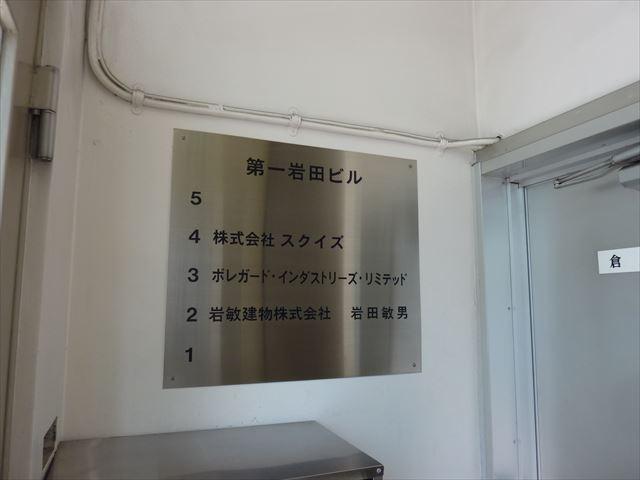 第一岩田ビル
5
4 株式会社 スクイズ
3 ボレガード・インダストリーズ・リミテッド
2 岩敏建物株式会社 岩田敏男
1
倉